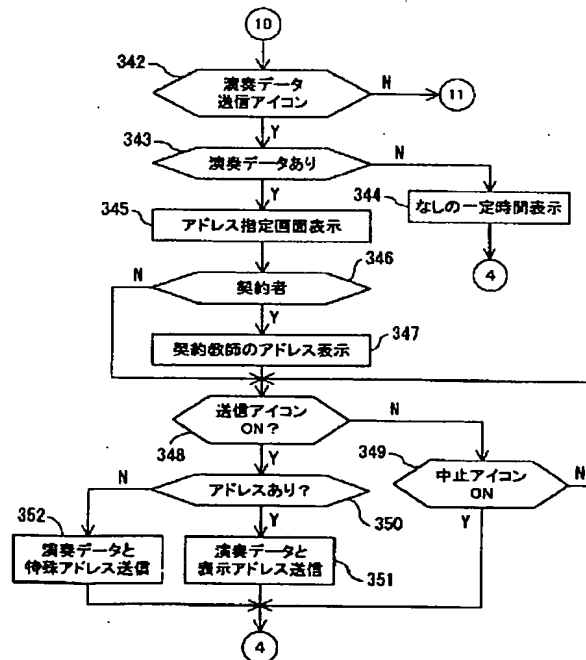 10
342
演奏データ
送信アイコン
N
11
Y
343
演奏データあり
N
Y
344
345
なしの一定時間表示
アドレス指定画面表示
4
346
N
契約者
Y
347
契約教師のアドレス表示
送信アイコン
ON?
N
348
Y
349
中止アイコン
ON
N
Y
N
アドレスあり?
350
352
Y
演奏データと
特殊アドレス送信
演奏データと
表示アドレス送信
351
4